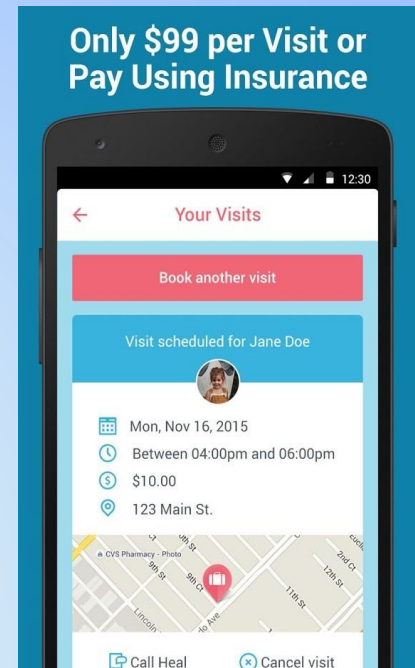 Only $99 per Visit or
Pay Using Insurance
12:30
Your Visits
Book another visit
Visit scheduled for Jane Doe
Mon, Nov 16, 2015
Between 04:00pm and 06:00pm
$10.00
123 Main St.
CVS Pharmacy - Photo
9th St
9th Ct
11th St
12th St
2nd Ct
Lincoln
Call Heal
Cancel visit